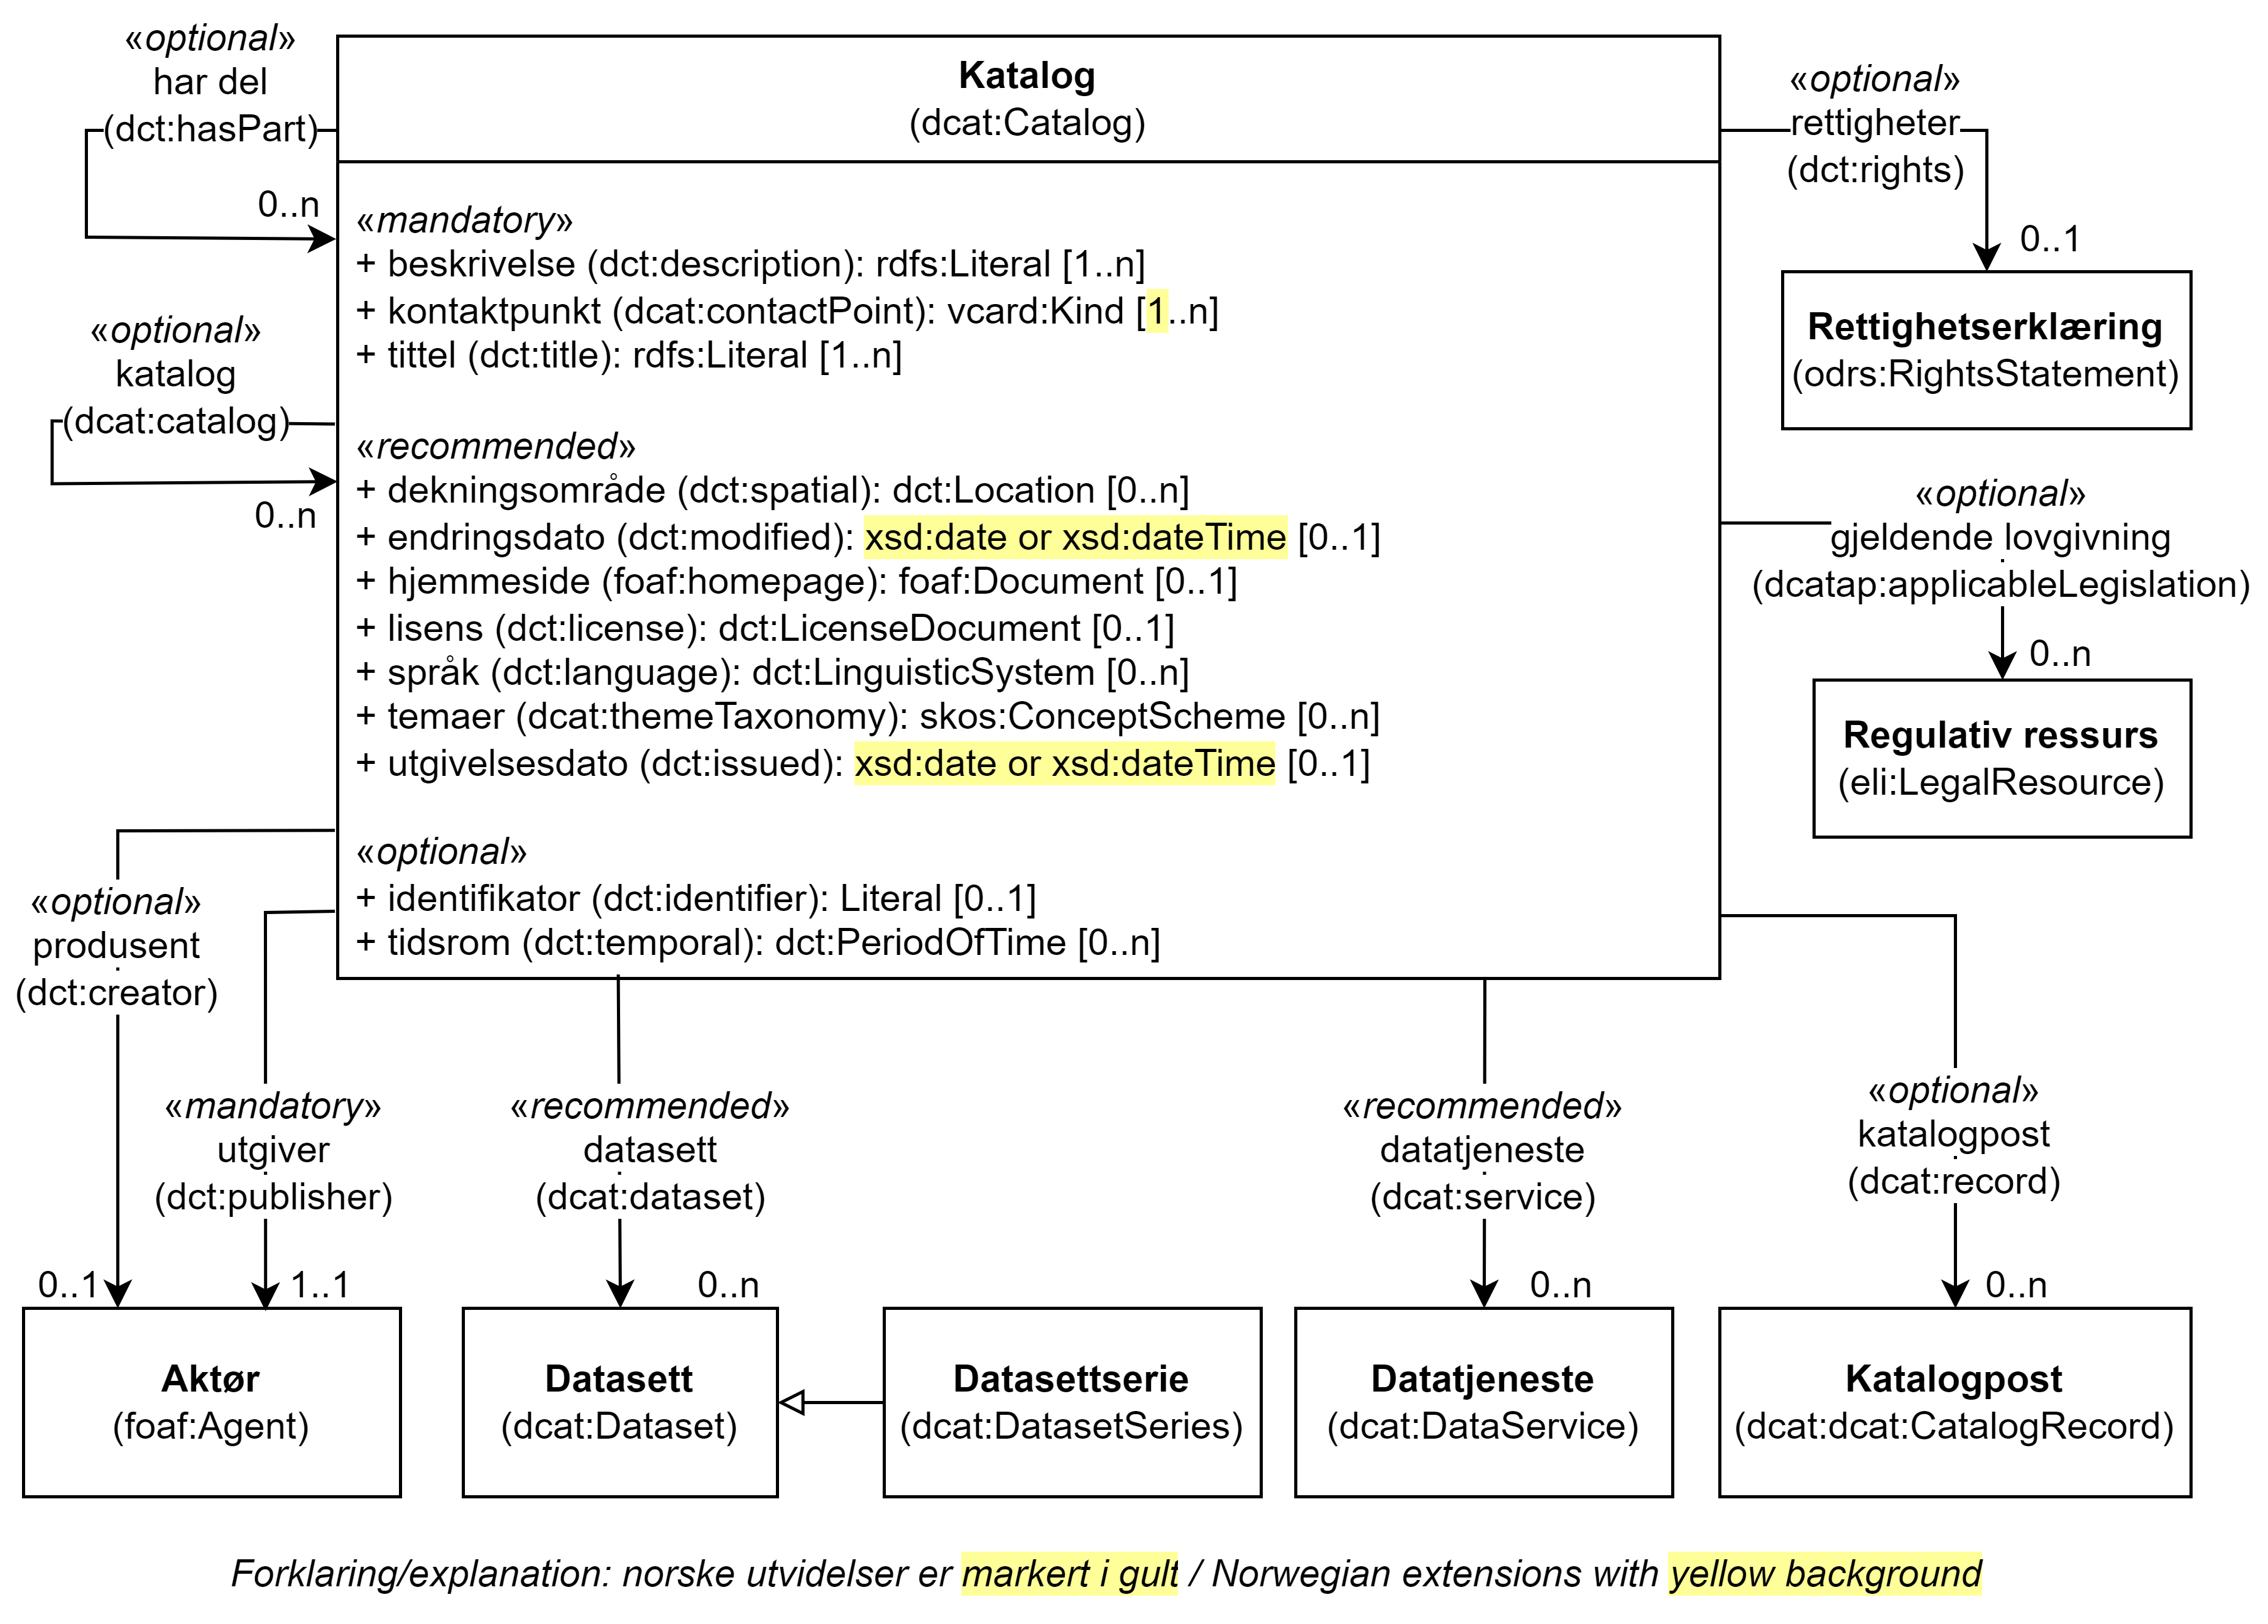 «optional»
har del
(dct:hasPart)
0..n
«optional»
katalog
(dcat:catalog)
0..n
Katalog
(dcat:Catalog)
«mandatory»
+ beskrivelse (dct:description): rdfs:Literal [1..n]
+ kontaktpunkt (dcat:contactPoint): vcard:Kind [1..n]
+ tittel (dct:title): rdfs:Literal [1..n]
«recommended»
+ dekningsområde (dct:spatial): dct:Location [0..n]
+ endringsdato (dct:modified): xsd:date or xsd:dateTime [0..1]
+ hjemmeside (foaf:homepage): foaf:Document [0..1]
+ lisens (dct:license): dct:LicenseDocument [0..1]
+ språk (dct:language): dct:LinguisticSystem [0..n]
+ temaer (dcat:themeTaxonomy): skos:ConceptScheme [0..n]
+ utgivelsesdato (dct:issued): xsd:date or xsd:dateTime [0..1]
«optional»
+ identifikator (dct:identifier): Literal [0..1]
+ tidsrom (dct:temporal): dct:PeriodOfTime [0..n]
«optional»
rettigheter
(dct:rights)
0..1
Rettighetserklæring
(odrs:RightsStatement)
«optional»
gjeldende lovgivning
(dcatap:applicableLegislation)
0..n
Regulativ ressurs
(eli:LegalResource)
«optional»
produsent
(dct:creator)
0..1
«mandatory»
utgiver
(dct:publisher)
1..1
«recommended»
datasett
(dcat:dataset)
0..n
«recommended»
datatjeneste
(dcat:service)
0..n
«optional»
katalogpost
(dcat:record)
0..n
Aktør
(foaf:Agent)
Datasett
(dcat:Dataset)
Datasettserie
(dcat:DatasetSeries)
Datatjeneste
(dcat:DataService)
Katalogpost
(dcat:dcat:CatalogRecord)
Forklaring/explanation: norske utvidelser er markert i gult / Norwegian extensions with yellow background